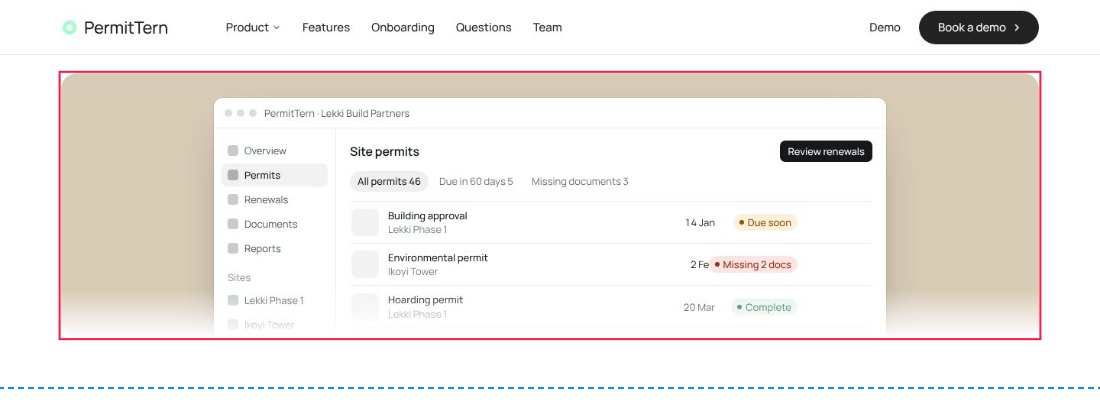 PermitTern Product Features Onboarding Questions Team Demo Book a demo
PermitTern · Lekki Build Partners
Overview
Permits
Renewals
Documents
Reports
Sites
Lekki Phase 1
Ikoyi Tower
Site permits Review renewals
All permits 46 Due in 60 days 5 Missing documents 3
Building approval 14 Jan Due soon
Lekki Phase 1
Environmental permit 2 Fe Missing 2 docs
Ikoyi Tower
Hoarding permit 20 Mar Complete
Lekki Phase 1